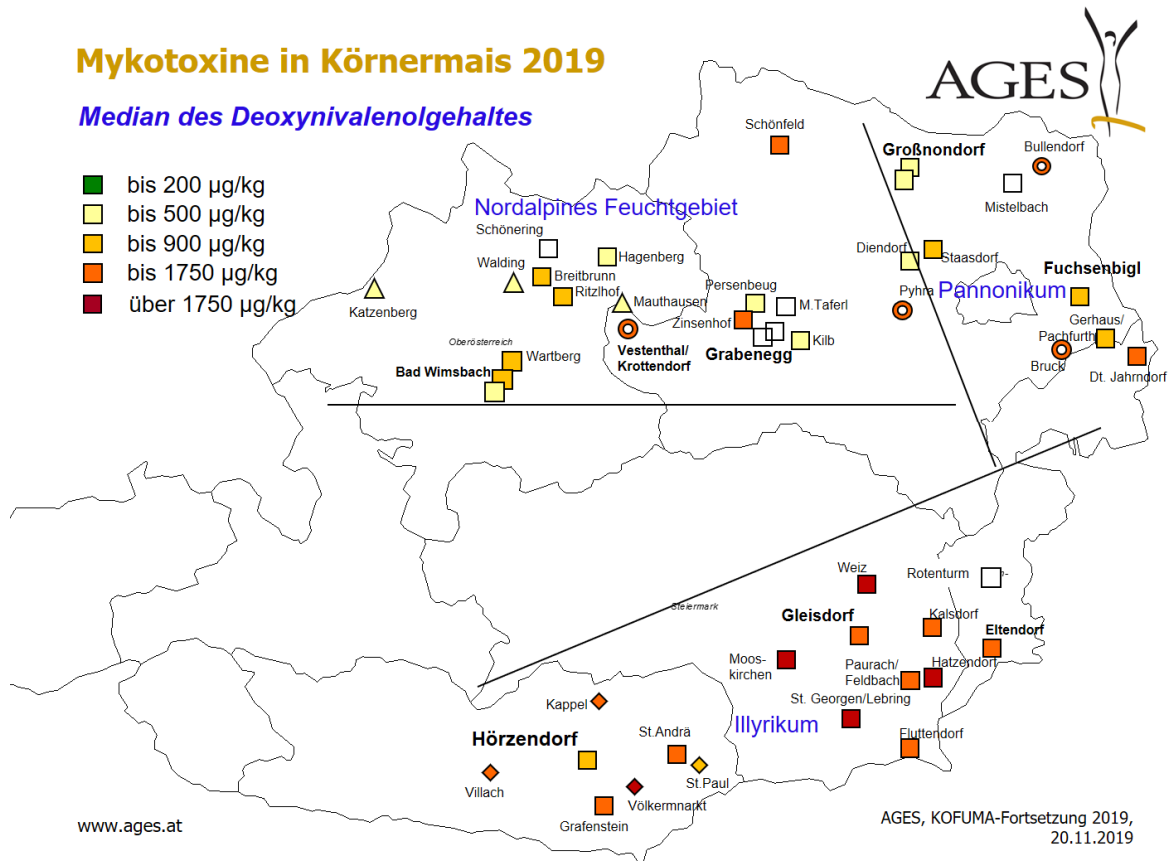 Mykotoxine in Körnermais 2019
AGES
Median des Deoxynivalenolgehaltes
bis 200 µg/kg
bis 500 µg/kg
bis 900 µg/kg
bis 1750 µg/kg
über 1750 µg/kg
Nordalpines Feuchtgebiet
Schönfeld
Großnondorf
Bullendorf
Mistelbach
Schönering
Hagenberg
Walding
Breitbrunn
Ritzlhof
Katzenberg
Mauthausen
Persenbeug
M.Taferl
Zinsenhof
Grabenegg
Kilb
Vestenthal/
Krottendorf
Oberösterreich
Wartberg
Bad Wimsbach
Diendorf
Staasdorf
Fuchsenbigl
Pyhra
Pannonikum
Gerhaus/
Pachfurth
Bruck
Dt. Jahrndorf
Weiz
Rotenturm
n-
Steiermark
Gleisdorf
Kalsdorf
Eltendorf
Moos-
kirchen
Paurach/
Feldbach
Hatzendorf
St. Georgen/Lebring
Illyrikum
Fluttendorf
Kappel
Hörzendorf
St.Andrä
St.Paul
Villach
Völkermnarkt
Grafenstein
www.ages.at
AGES, KOFUMA-Fortsetzung 2019,
20.11.2019